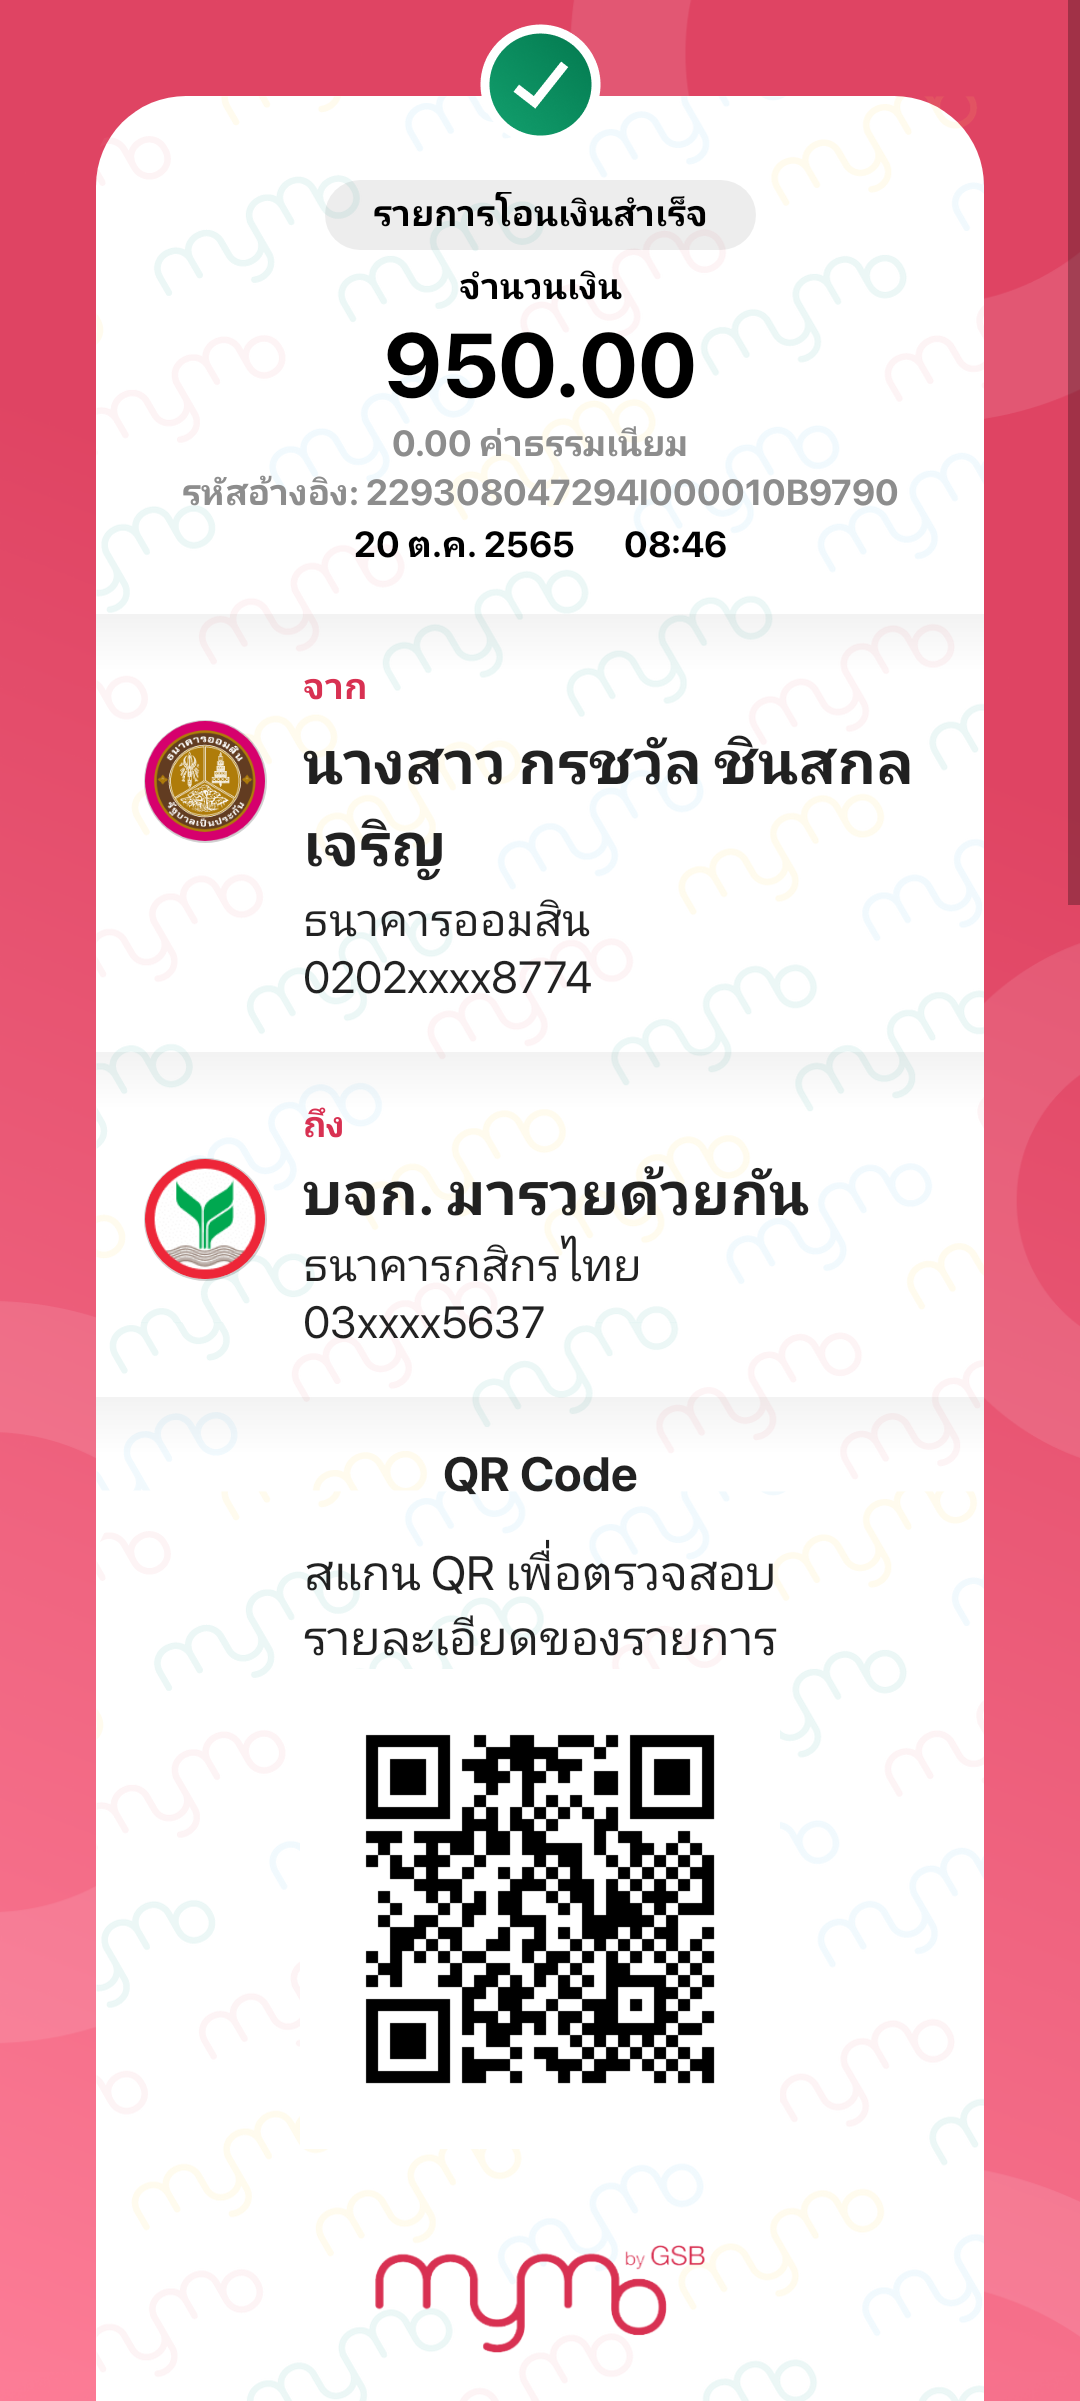 รายการโอนเงินสำเร็จ
จำนวนเงิน
950.00
0.00 ค่าธรรมเนียม
รหัสอ้างอิง: 229308047294I000010B9790
20 ต.ค. 2565 08:46
จาก
ธนาคารออมสิน
รัฐบาลเป็นประกัน
นางสาว กรชวัล ชินสกล
เจริญ
ธนาคารออมสิน
0202xxxx8774
ถึง
บจก. มารวยด้วยกัน
ธนาคารกสิกรไทย
03xxxx5637
QR Code
สแกน QR เพื่อตรวจสอบ
รายละเอียดของรายการ
mymo by GSB